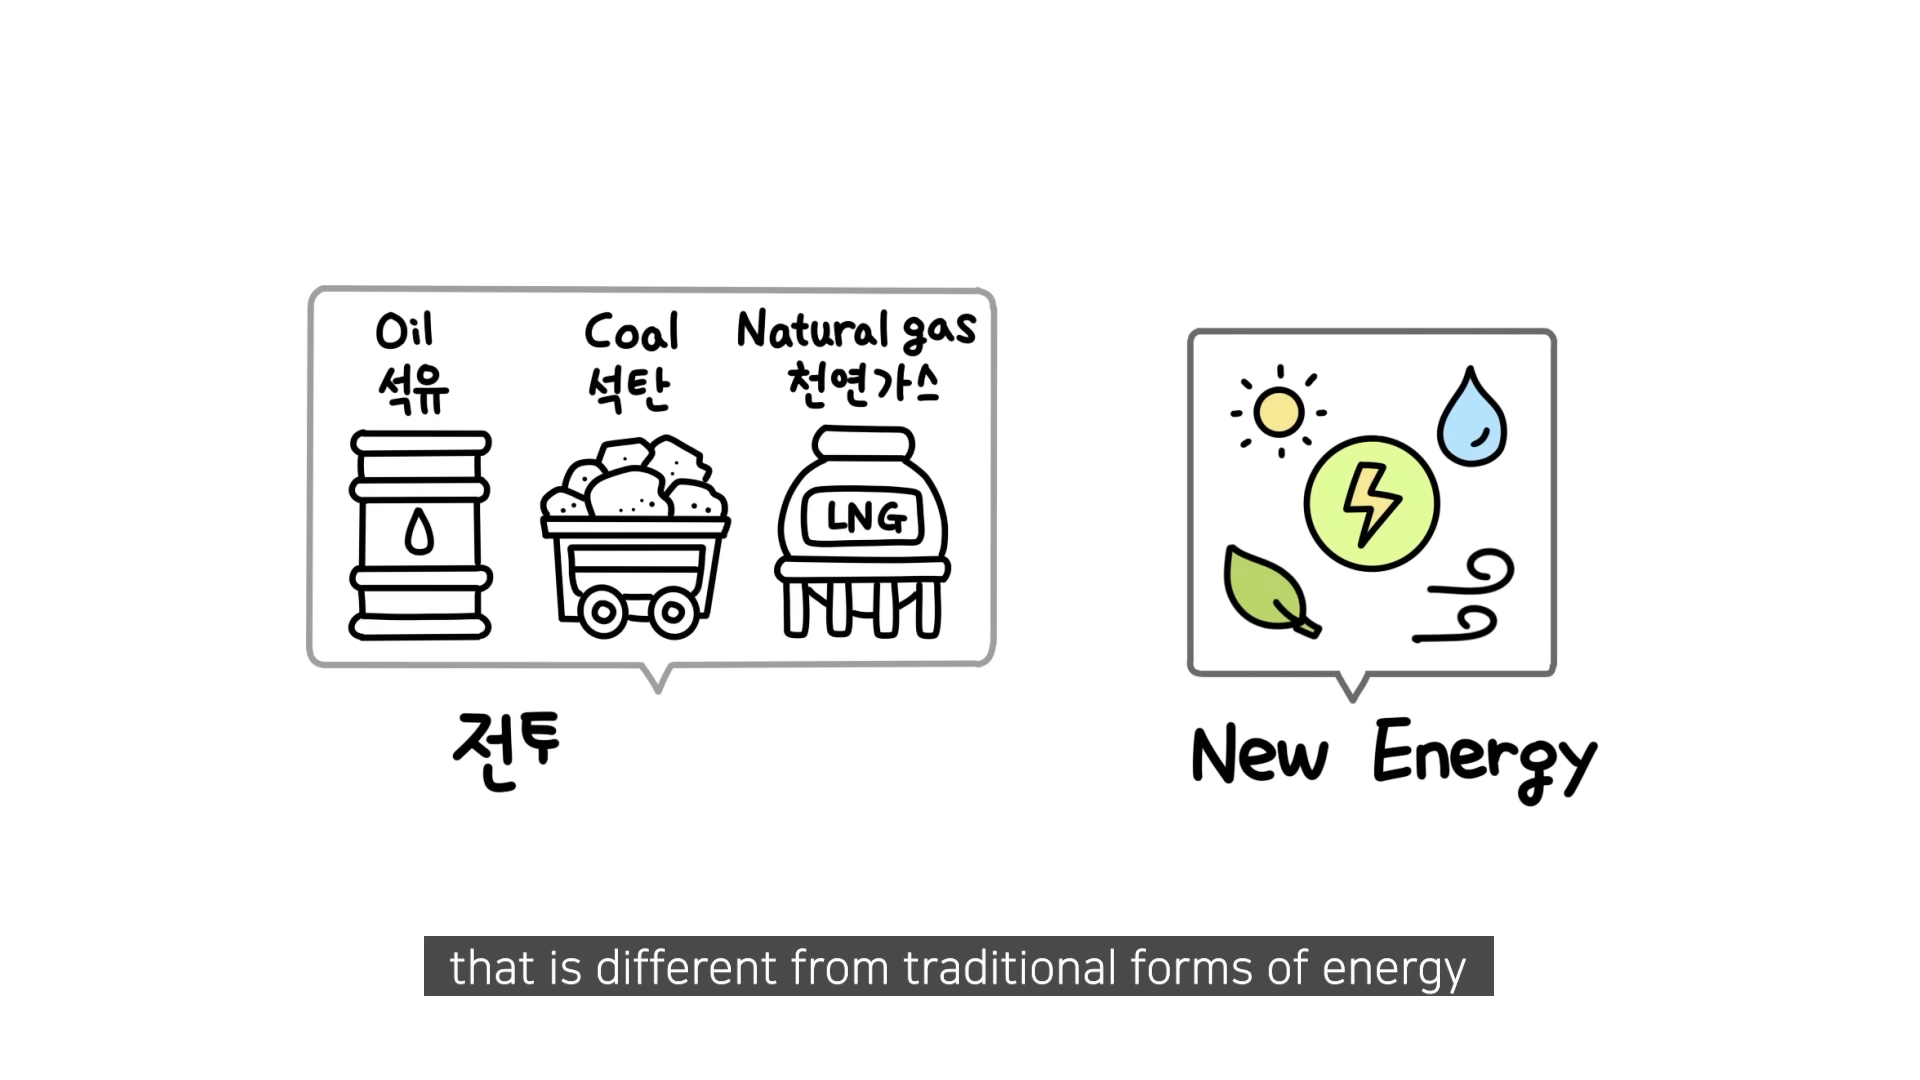 Oil
석유
Coal
석탄
Natural gas
천연가스
LNG
전투
New Energy
that is different from traditional forms of energy